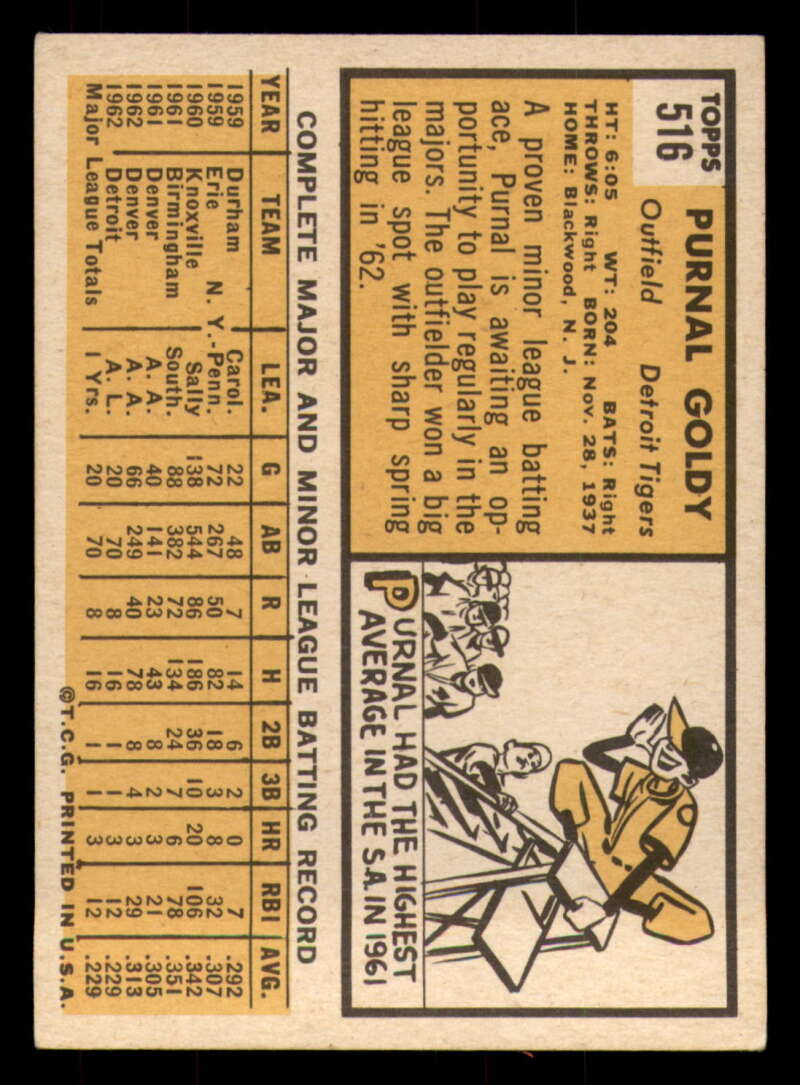 TOPPS
516
PURNAL GOLDY
Outfield Detroit Tigers
HT: 6:05 WT: 204 BATS: Right
THROWS: Right BORN: Nov. 28, 1937
HOME: Blackwood, N. J.
A proven minor league batting
ace, Purnal is awaiting an op-
portunity to play regularly in the
majors. The outfielder won a big
league spot with sharp spring
hitting in '62.
PURNAL HAD THE HIGHEST
AVERAGE IN THE S.A. IN 1961
COMPLETE MAJOR AND MINOR LEAGUE BATTING RECORD
YEAR TEAM LEA. G AB R H 2B 3B HR RBI AVG.
1959 Durham Carol. 22 48 7 14 6 2 0 7 .292
1959 Erie N. Y.-Penn. 72 267 50 82 18 3 8 32 .307
1960 Knoxville Sally 138 544 86 186 36 10 20 106 .342
1961 Birmingham South. 88 382 72 134 24 7 6 78 .351
1961 Denver A. A. 40 141 23 43 8 2 3 21 .305
1962 Denver A. A. 66 249 40 78 8 4 3 29 .313
1962 Detroit A. L. 20 70 8 16 1 1 3 12 .229
Major League Totals 1 Yrs. 20 70 8 16 1 1 3 12 .229
©T.C.G. PRINTED IN U.S.A.